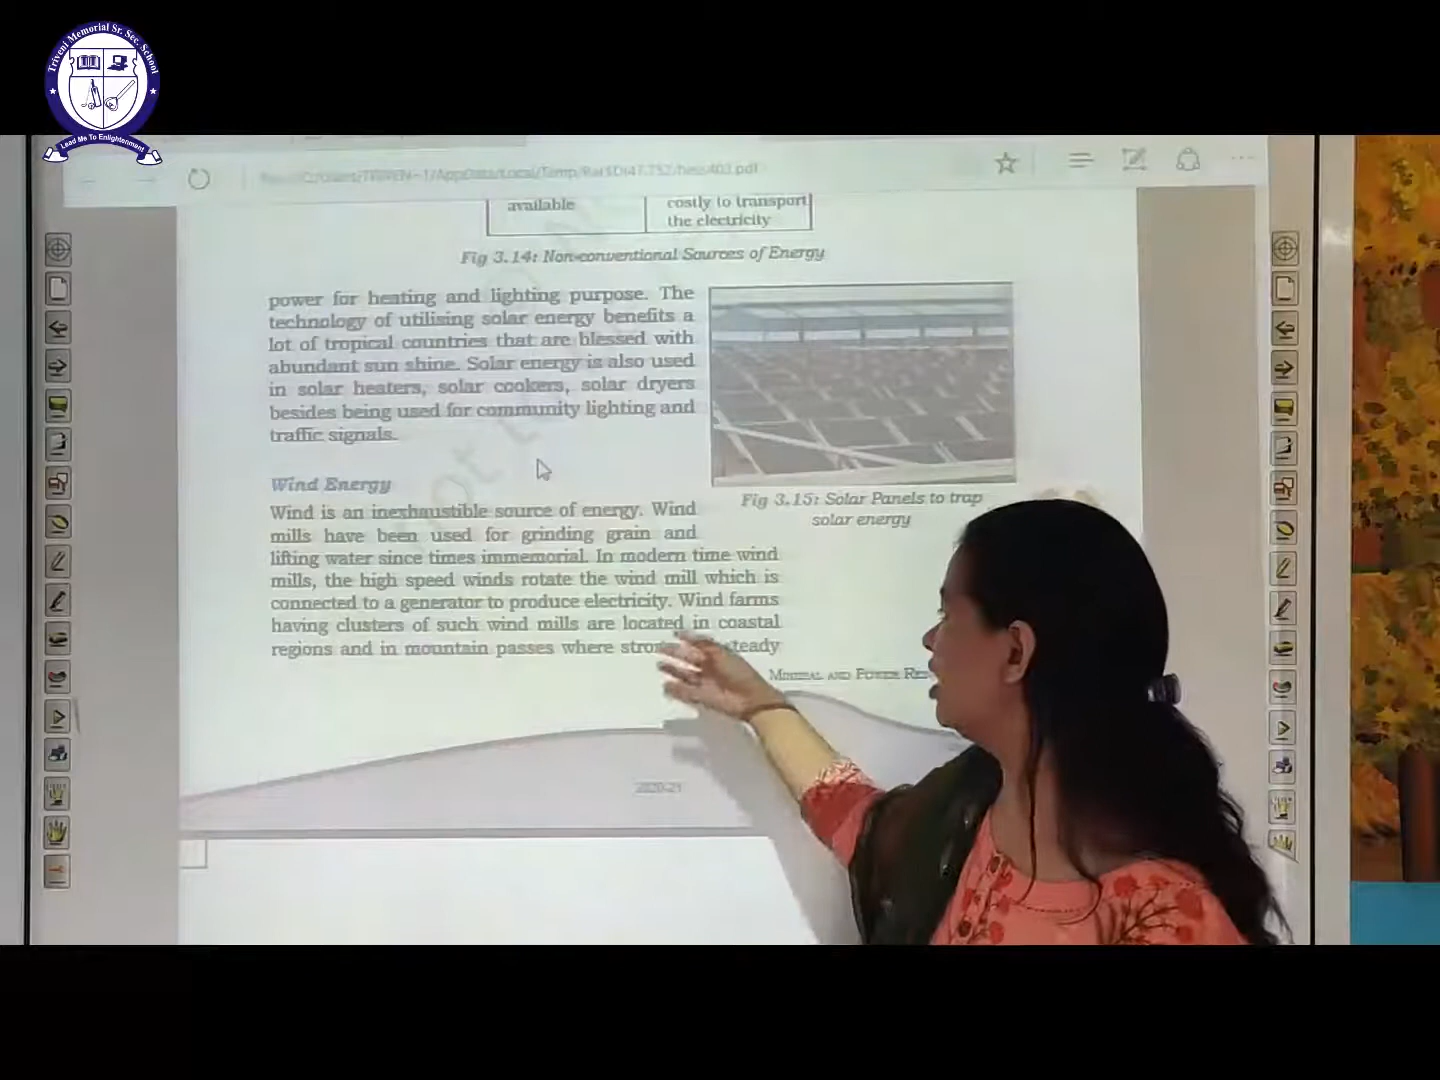 Triveni Memorial Sr. Sec. School
Lead Me To Enlightenment
available
costly to transport
the electricity
Fig 3.14: Non-conventional Sources of Energy
power for heating and lighting purpose. The
technology of utilising solar energy benefits a
lot of tropical countries that are blessed with
abundant sun shine. Solar energy is also used
in solar heaters, solar cookers, solar dryers
besides being used for community lighting and
traffic signals.
Fig 3.15: Solar Panels to trap
solar energy
Wind Energy
Wind is an inexhaustible source of energy. Wind
mills have been used for grinding grain and
lifting water since times immemorial. In modern time wind
mills, the high speed winds rotate the wind mill which is
connected to a generator to produce electricity. Wind farms
having clusters of such wind mills are located in coastal
regions and in mountain passes where steady
Mineral and Power
2020-21